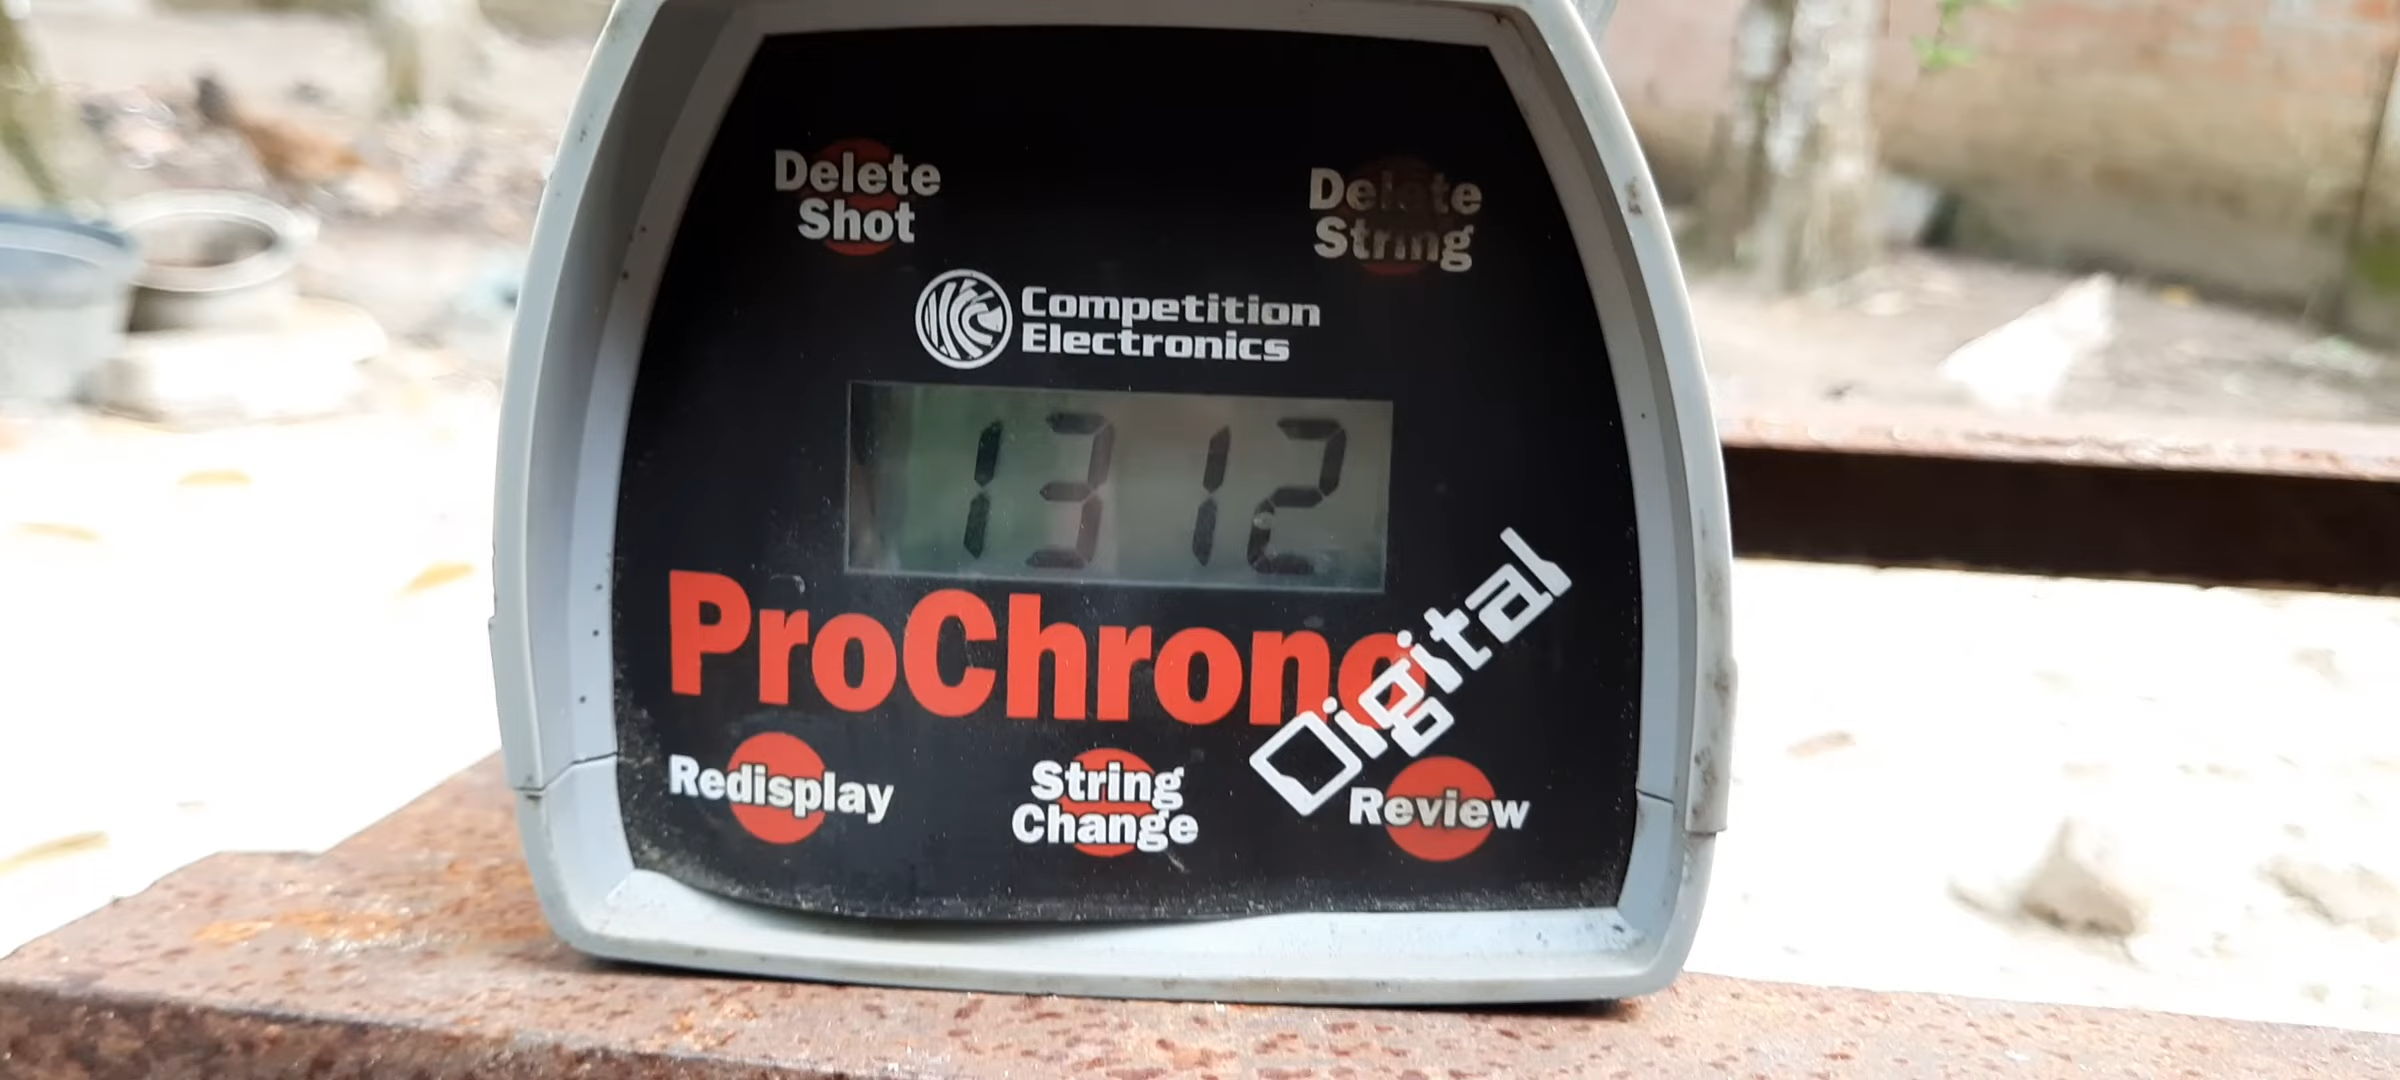 Delete
Shot
Delete
String
Competition
Electronics
1312
ProChrono
Digital
Redisplay
String
Change
Review